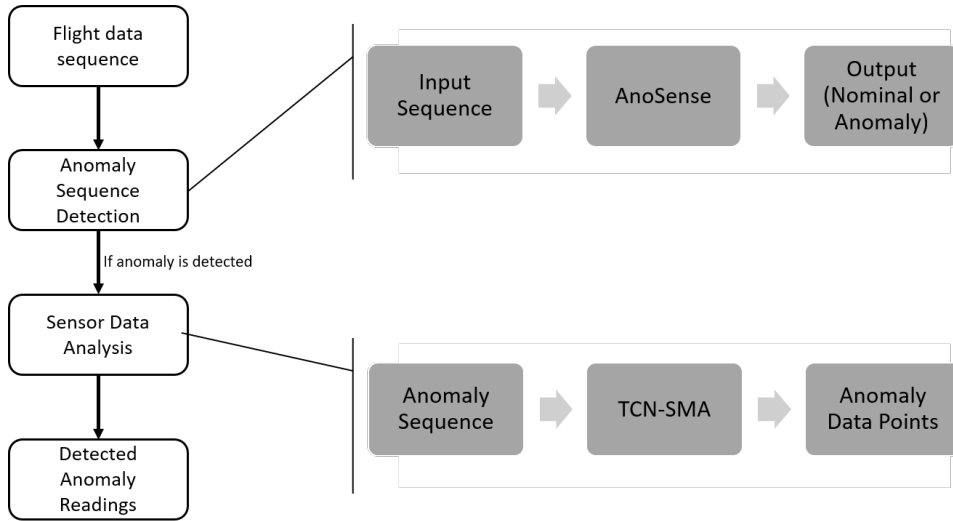 Flight data
sequence
Anomaly
Sequence
Detection
If anomaly is detected
Sensor Data
Analysis
Detected
Anomaly
Readings
Input
Sequence
AnoSense
Output
(Nominal or
Anomaly)
Anomaly
Sequence
TCN-SMA
Anomaly
Data Points